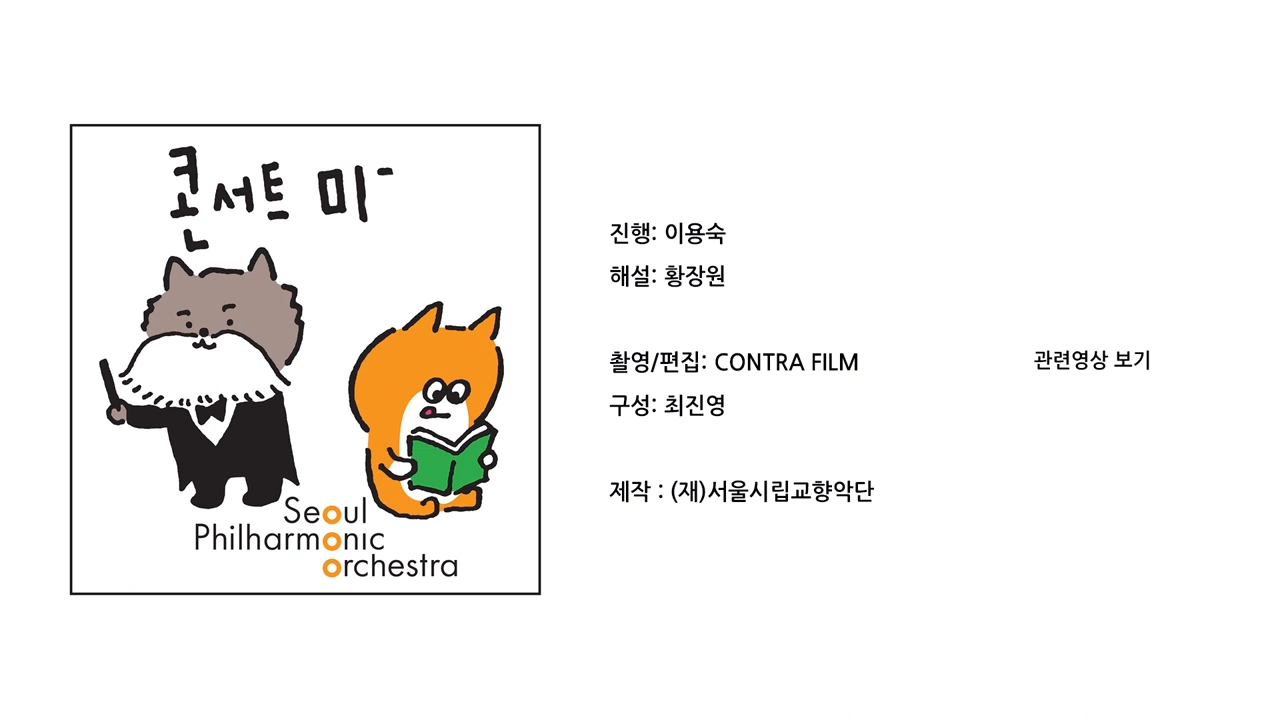 콘서트 미-
Seoul
Philharmonic
orchestra
진행: 이용숙
해설: 황장원
촬영/편집: CONTRA FILM
구성: 최진영
제작 : (재)서울시립교향악단
관련영상 보기